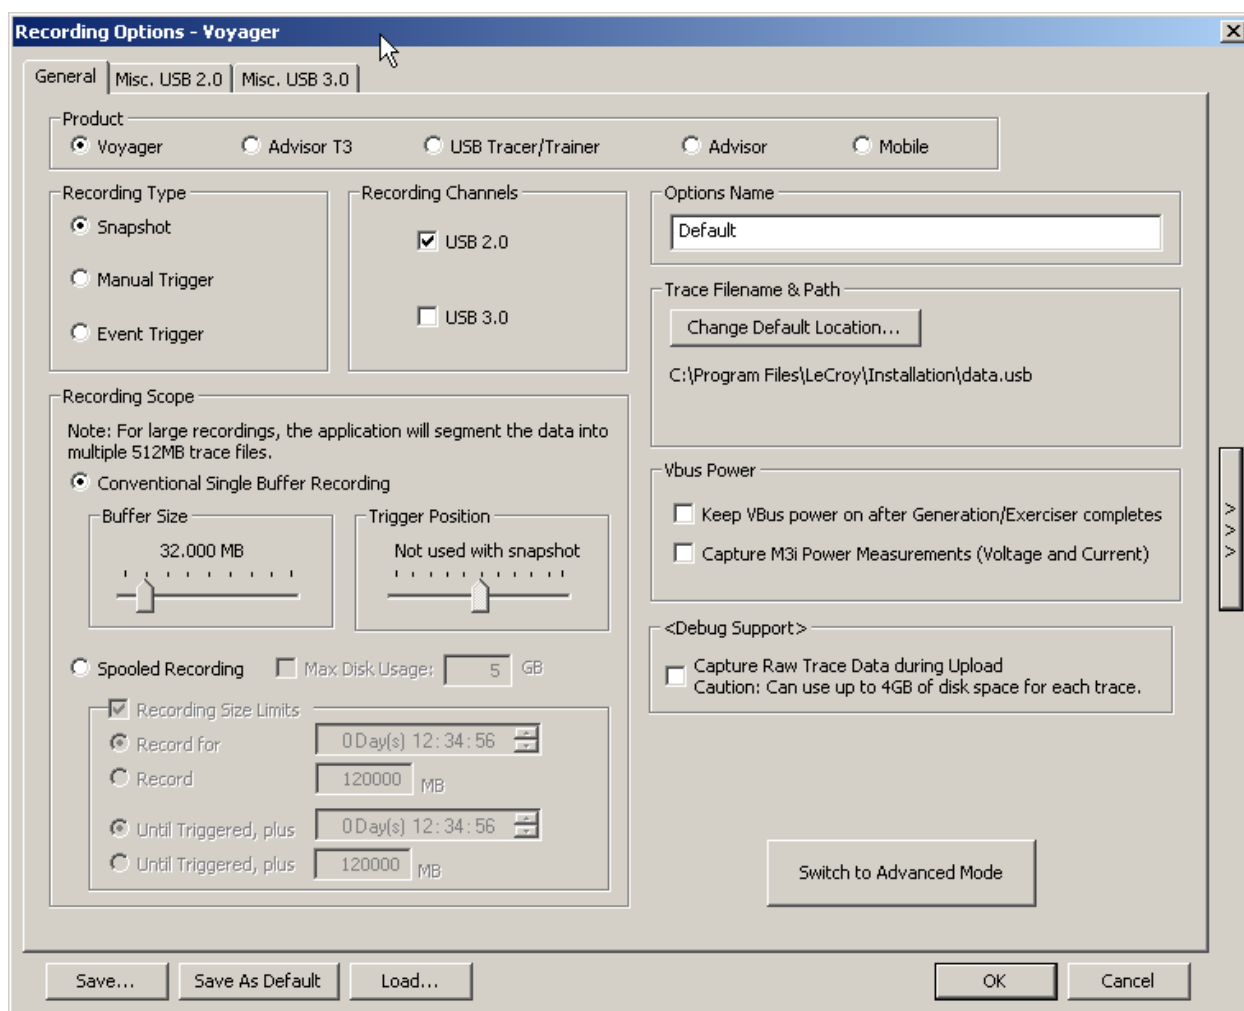 Recording Options - Voyager
General
Misc. USB 2.0
Misc. USB 3.0
Product
Voyager
Advisor T3
USB Tracer/Trainer
Advisor
Mobile
Recording Type
Snapshot
Manual Trigger
Event Trigger
Recording Channels
USB 2.0
USB 3.0
Options Name
Default
Trace Filename & Path
Change Default Location...
C:\Program Files\LeCroy\Installation\data.usb
Recording Scope
Note: For large recordings, the application will segment the data into
multiple 512MB trace files.
Conventional Single Buffer Recording
Buffer Size
32.000 MB
Trigger Position
Not used with snapshot
Spooled Recording
Max Disk Usage:
5
GB
Recording Size Limits
Record for
0 Day(s) 12:34:56
Record
120000
MB
Until Triggered, plus
0 Day(s) 12:34:56
Until Triggered, plus
120000
MB
Vbus Power
Keep VBus power on after Generation/Exerciser completes
Capture M3i Power Measurements (Voltage and Current)
<Debug Support>
Capture Raw Trace Data during Upload
Caution: Can use up to 4GB of disk space for each trace.
Switch to Advanced Mode
>
>
>
Save...
Save As Default
Load...
OK
Cancel